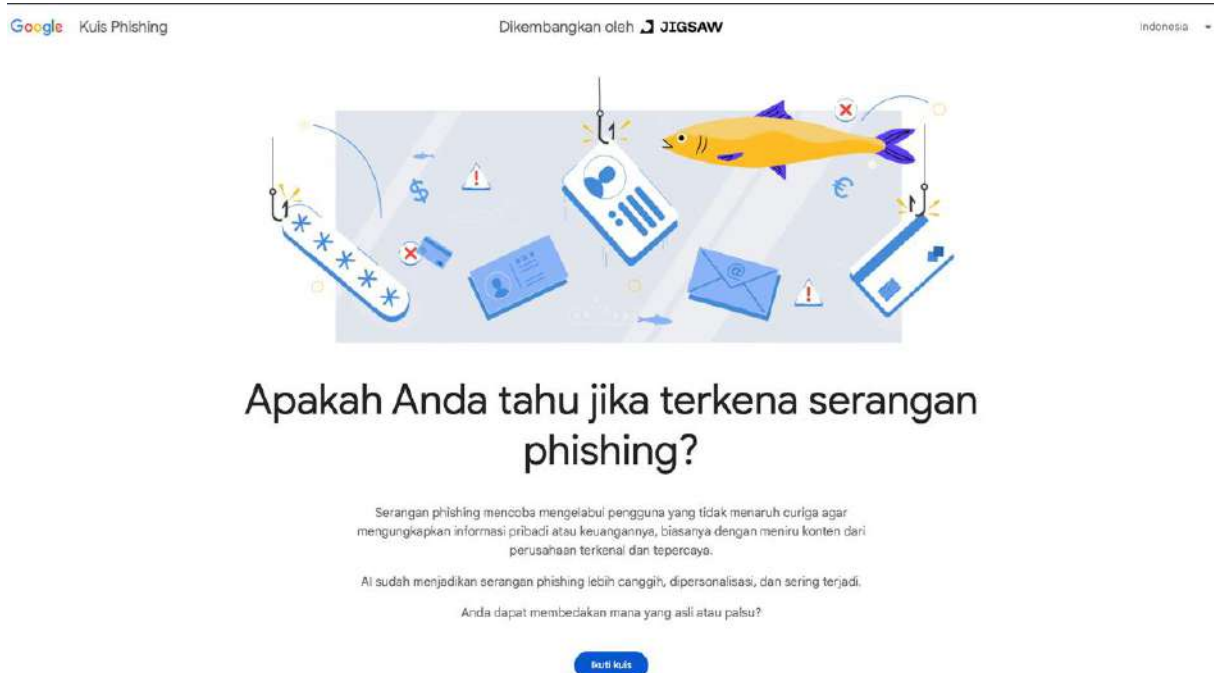 Google Kuis Phishing
Dikembangkan oleh JIGSAW
Indonesia
Apakah Anda tahu jika terkena serangan
phishing?
Serangan phishing mencoba mengelabui pengguna yang tidak menaruh curiga agar
mengungkapkan informasi pribadi atau keuangannya, biasanya dengan meniru konten dari
perusahaan terkenal dan tepercaya.
AI sudah menjadikan serangan phishing lebih canggih, dipersonalisasi, dan sering terjadi.
Anda dapat membedakan mana yang asli atau palsu?
Ikuti kuis